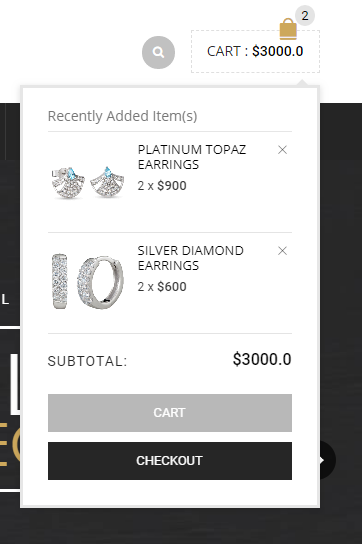 2
CART : $3000.0
Recently Added Item(s)
PLATINUM TOPAZ
EARRINGS
2 x $900
SILVER DIAMOND
EARRINGS
2 x $600
SUBTOTAL: $3000.0
CART
CHECKOUT
L